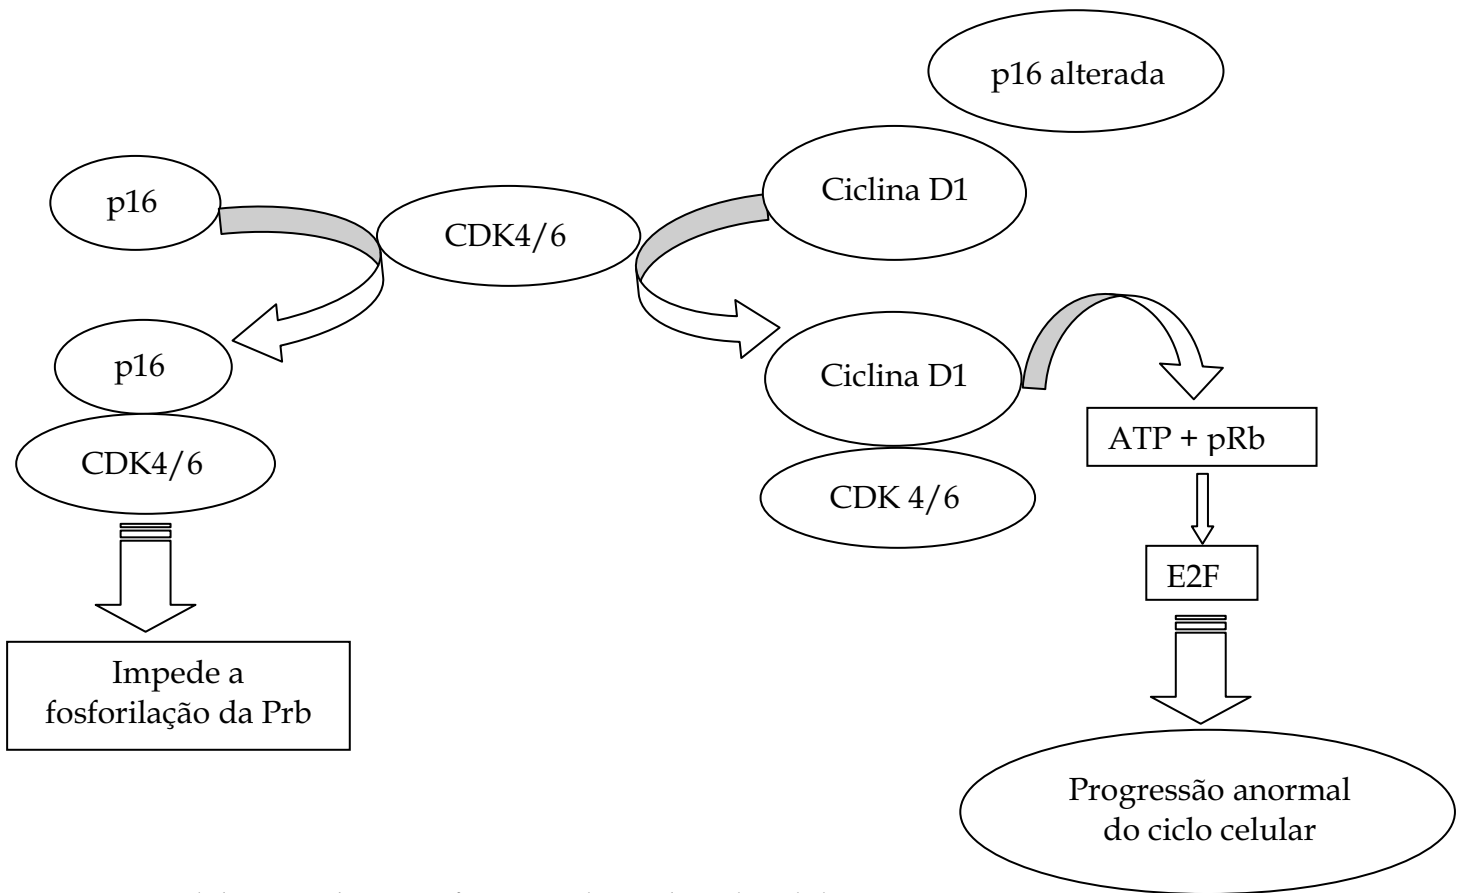 p16 alterada
Ciclina D1
p16
CDK4/6
p16
Ciclina D1
ATP + pRb
CDK4/6
CDK 4/6
E2F
Impede a
fosforilação da Prb
Progressão anormal
do ciclo celular